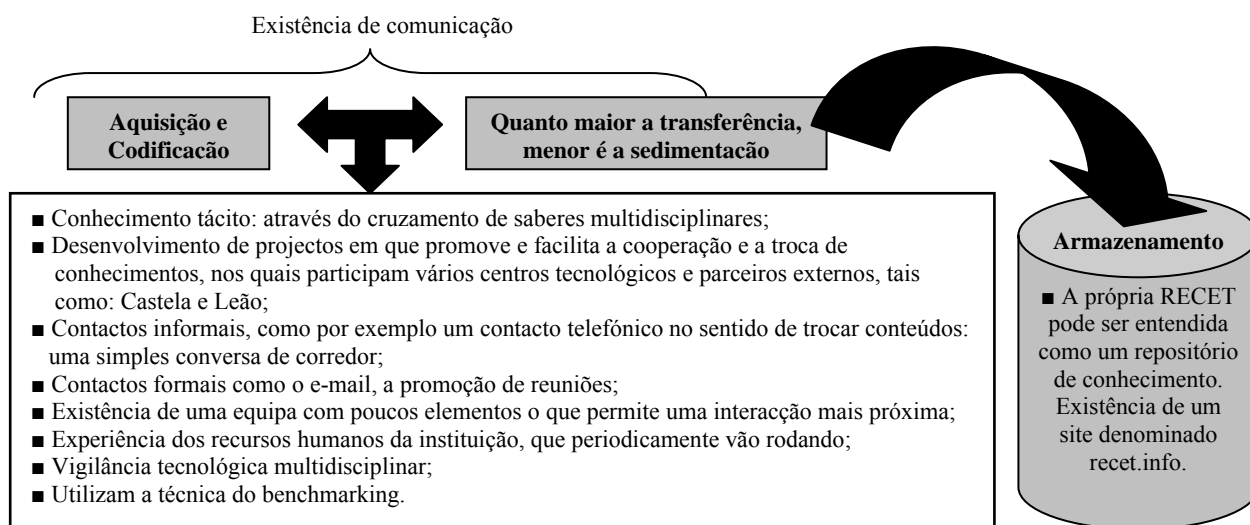 Existência de comunicação
Aquisição e
Codificacão
Quanto maior a transferência,
menor é a sedimentacão
■ Conhecimento tácito: através do cruzamento de saberes multidisciplinares;
■ Desenvolvimento de projectos em que promove e facilita a cooperação e a troca de
conhecimentos, nos quais participam vários centros tecnológicos e parceiros externos, tais
como: Castela e Leão;
■ Contactos informais, como por exemplo um contacto telefónico no sentido de trocar conteúdos:
uma simples conversa de corredor;
■ Contactos formais como o e-mail, a promoção de reuniões;
■ Existência de uma equipa com poucos elementos o que permite uma interacção mais próxima;
■ Experiência dos recursos humanos da instituição, que periodicamente vão rodando;
■ Vigilância tecnológica multidisciplinar;
■ Utilizam a técnica do benchmarking.
Armazenamento
■ A própria RECET
pode ser entendida
como um repositório
de conhecimento.
Existência de um
site denominado
recet.info.